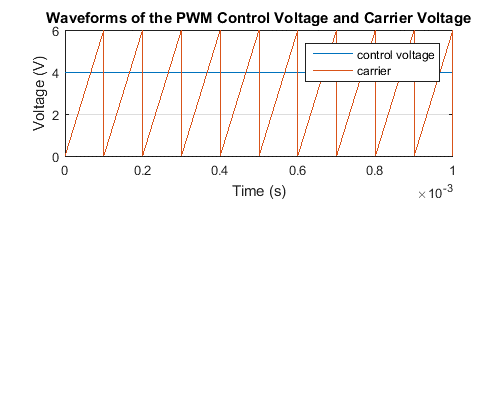 Waveforms of the PWM Control Voltage and Carrier Voltage
6
4
2
0
Voltage (V)
control voltage
carrier
0 0.2 0.4 0.6 0.8 1
Time (s)
×10-3